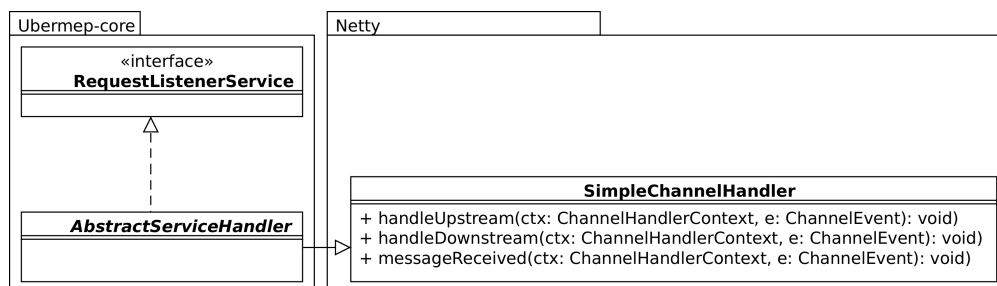 Ubermep-core
Netty
«interface»
RequestListenerService
SimpleChannelHandler
AbstractServiceHandler
+ handleUpstream(ctx: ChannelHandlerContext, e: ChannelEvent): void)
+ handleDownstream(ctx: ChannelHandlerContext, e: ChannelEvent): void)
+ messageReceived(ctx: ChannelHandlerContext, e: ChannelEvent): void)